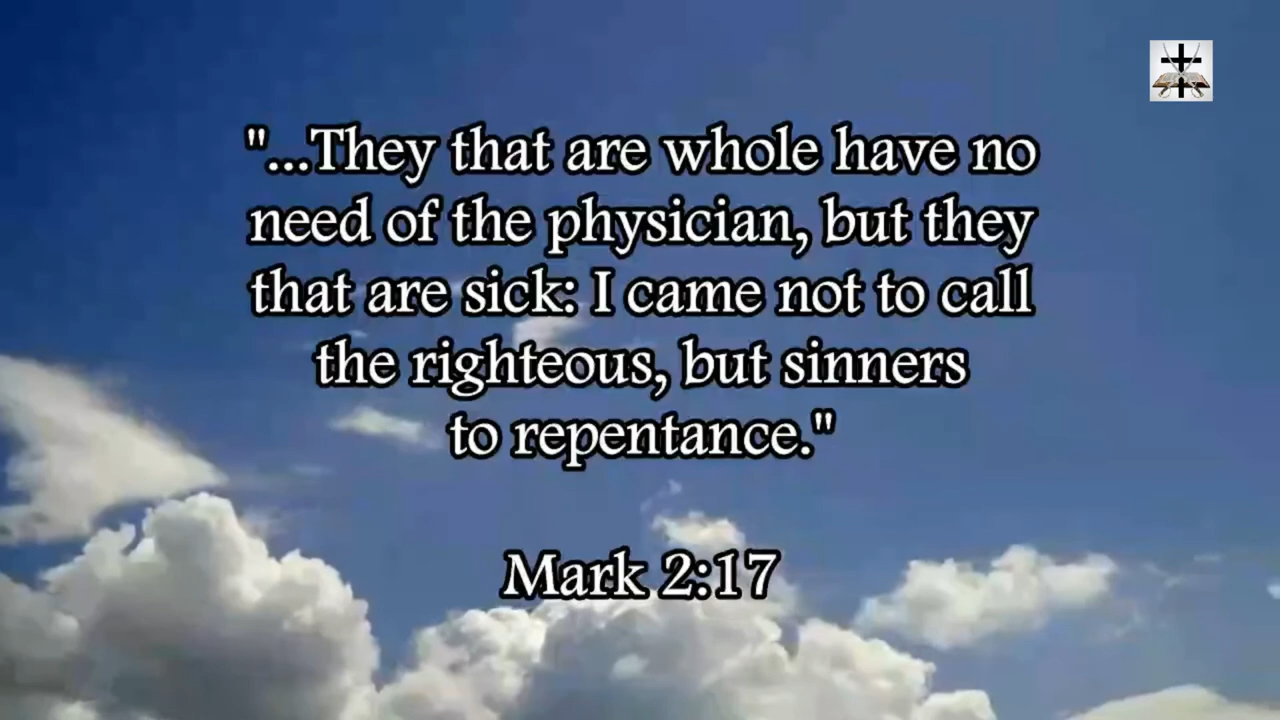 "...They that are whole have no
need of the physician, but they
that are sick: I came not to call
the righteous, but sinners
to repentance."
Mark 2:17